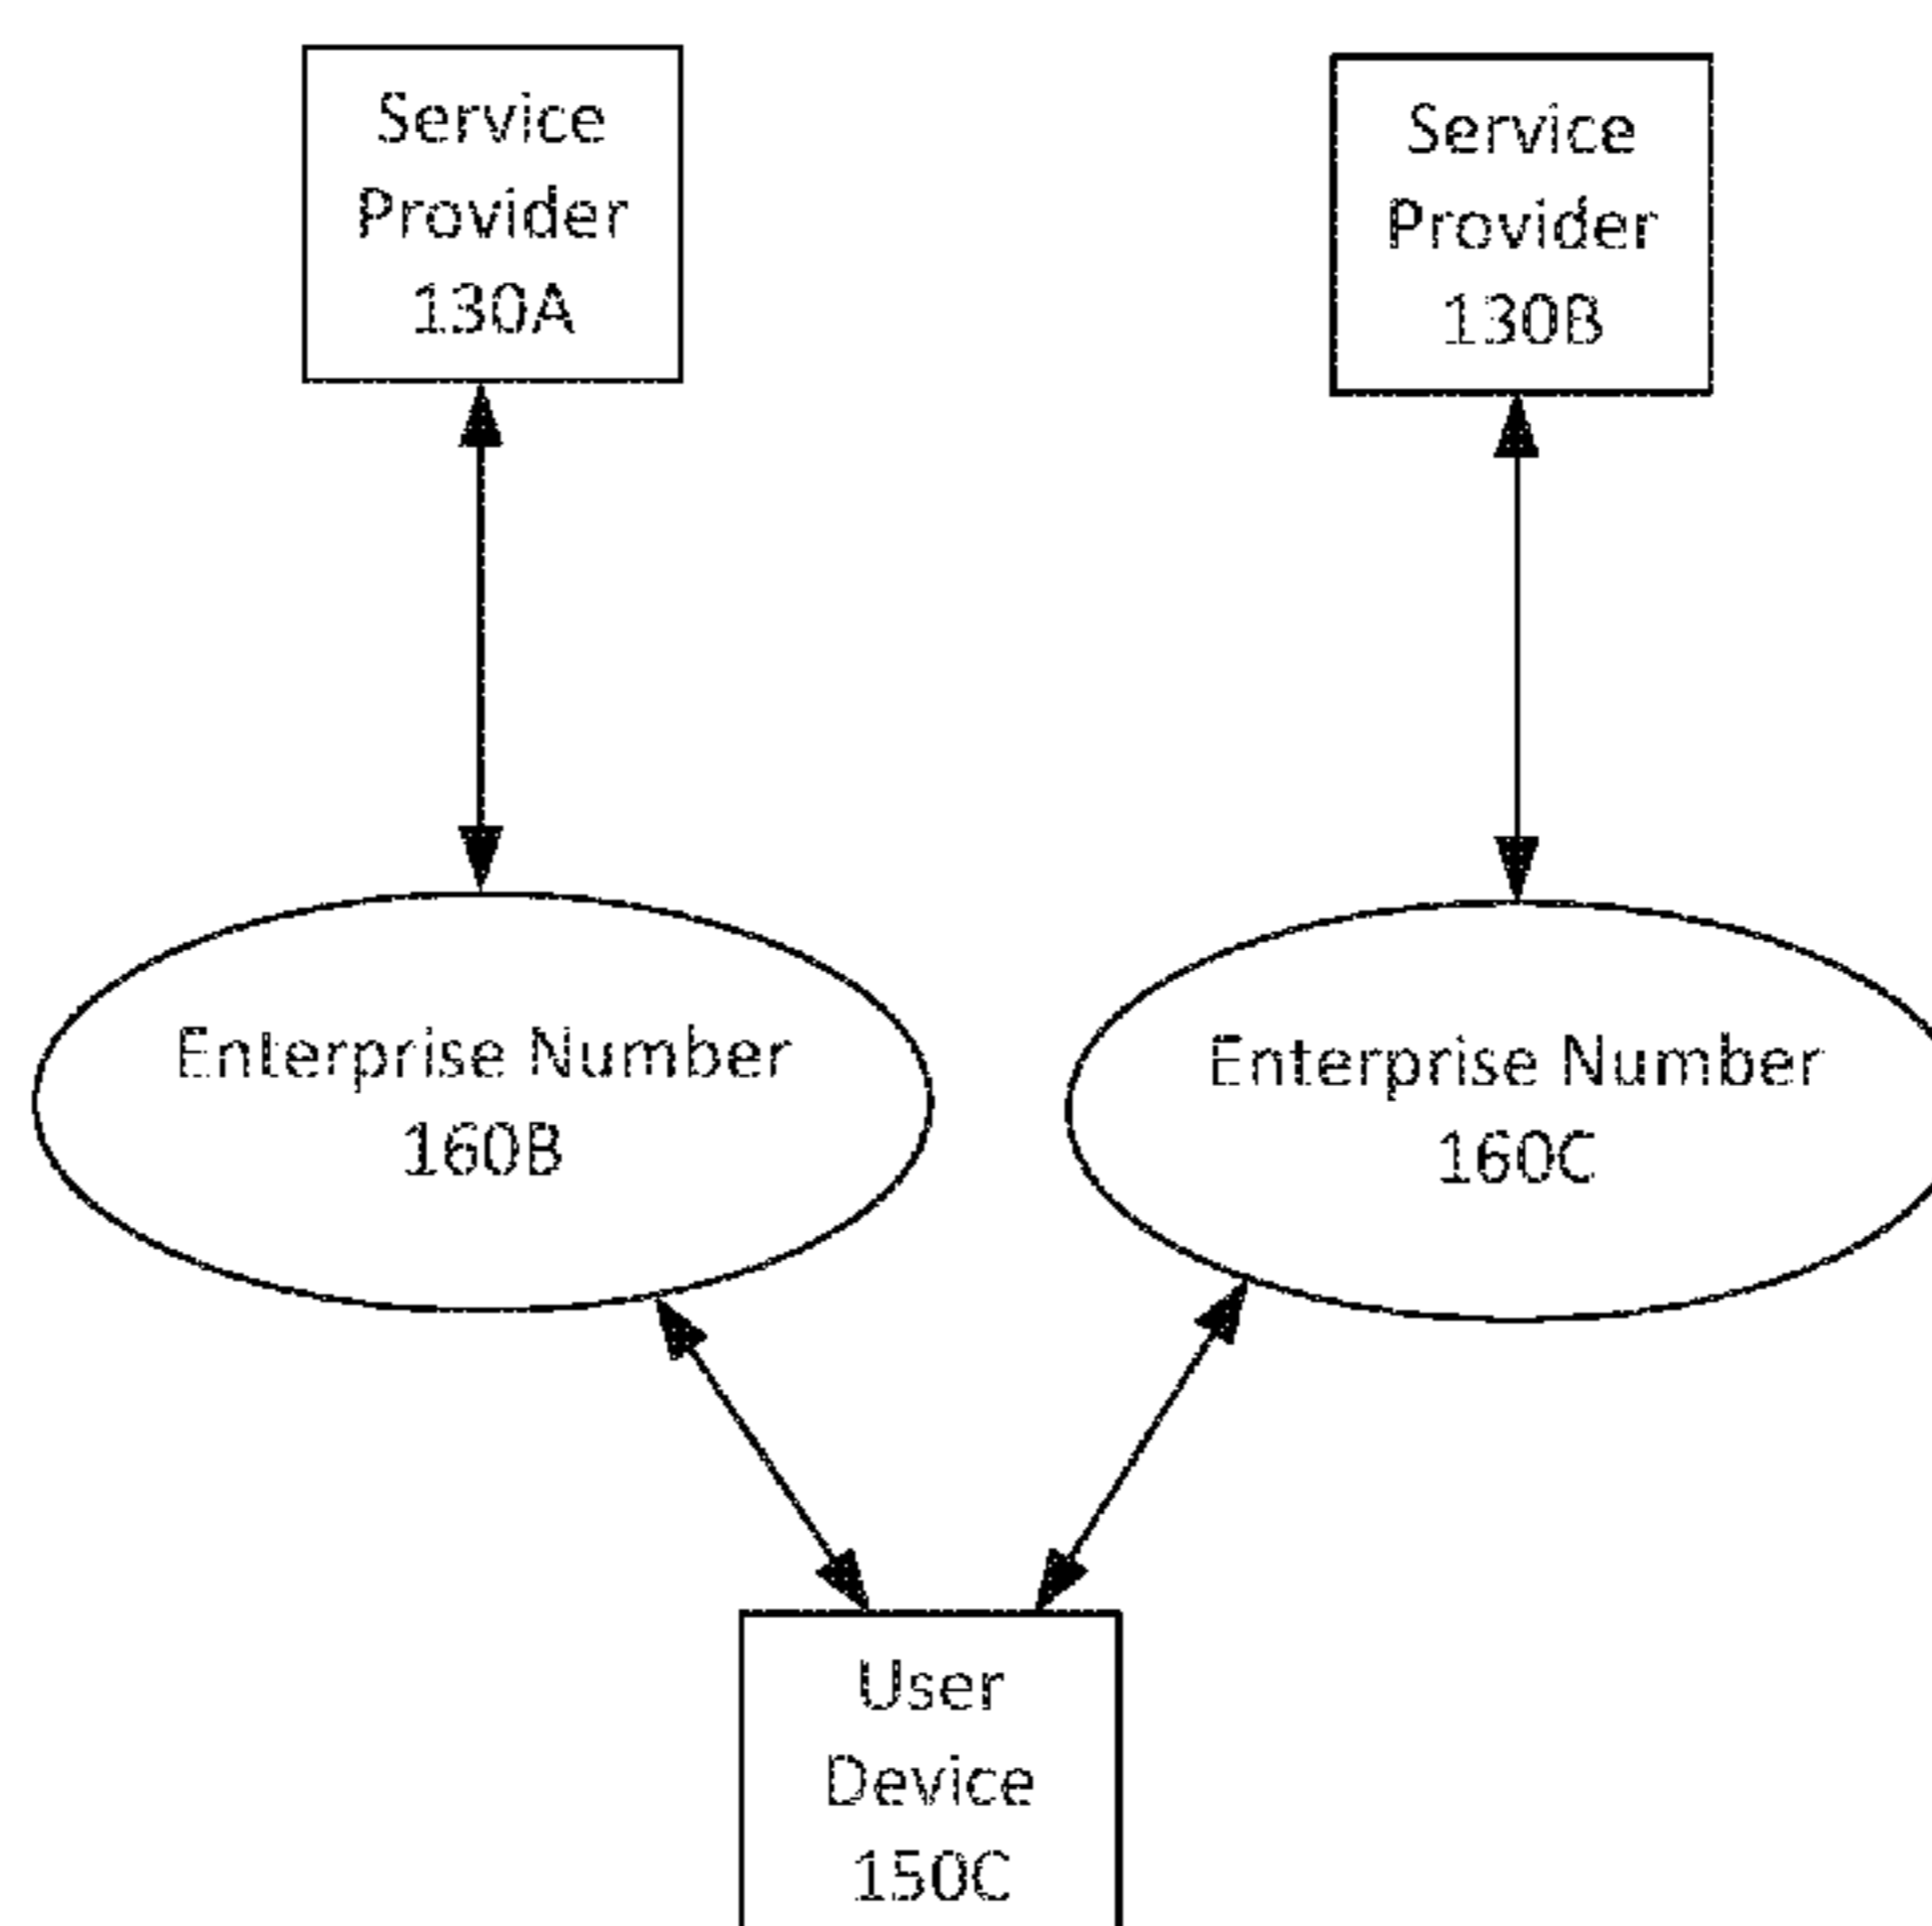 Service
Provider
130A
Service
Provider
130B
Enterprise Number
160B
Enterprise Number
160C
User
Device
150C